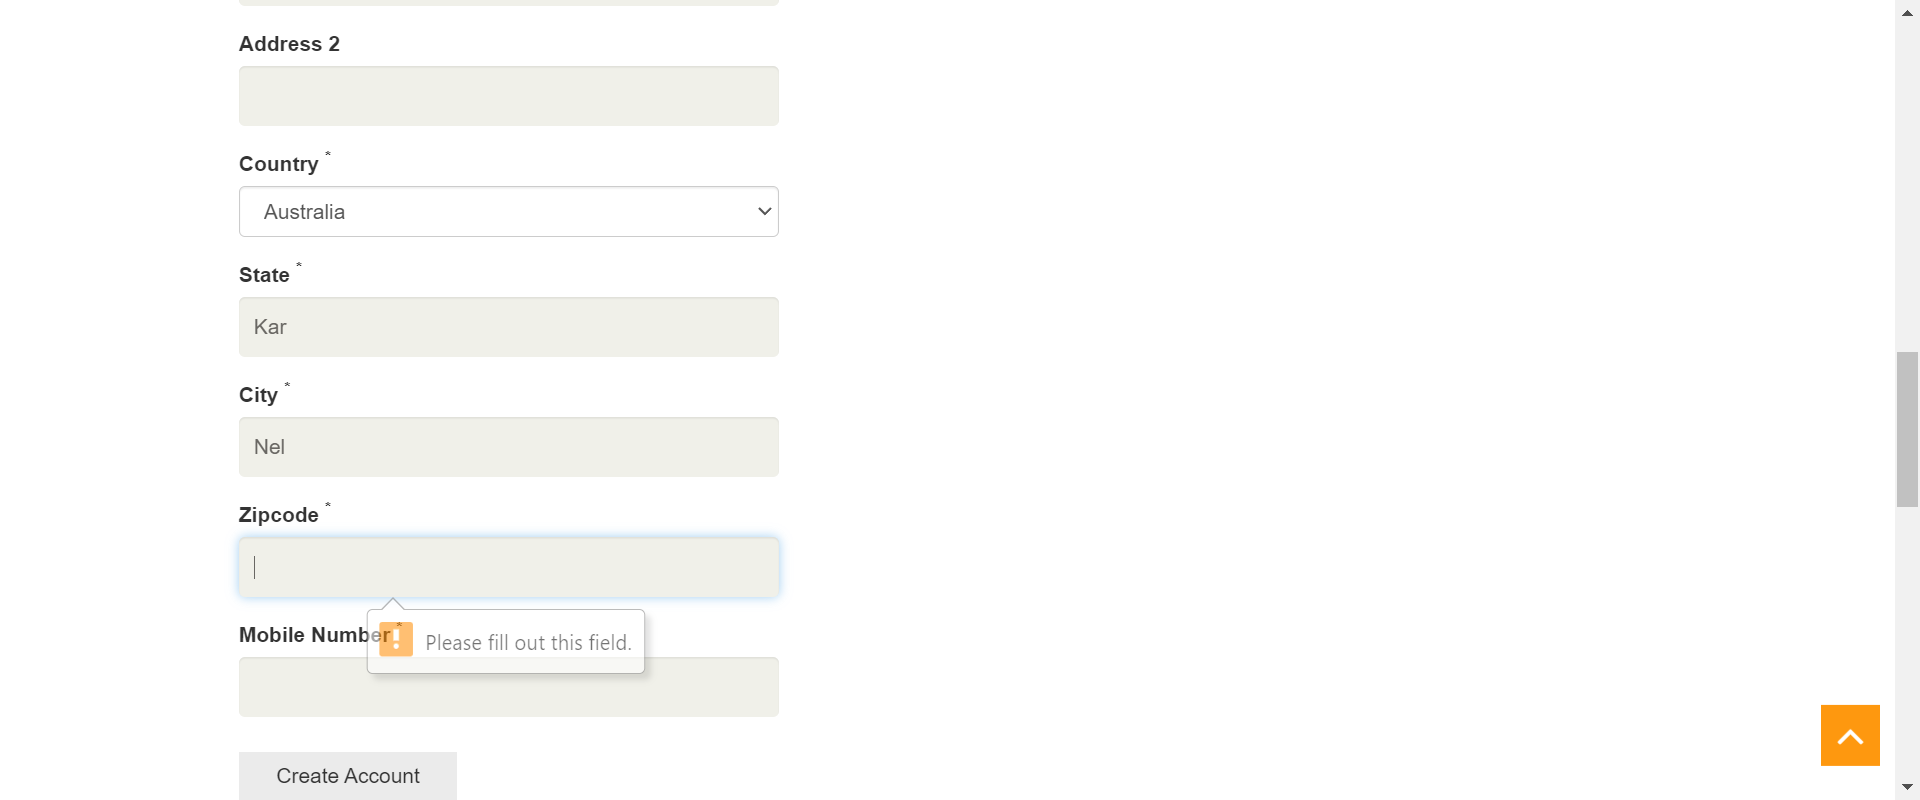 Address 2
Country *
Australia
State *
Kar
City *
Nel
Zipcode *
Mobile Number *
Please fill out this field.
Create Account